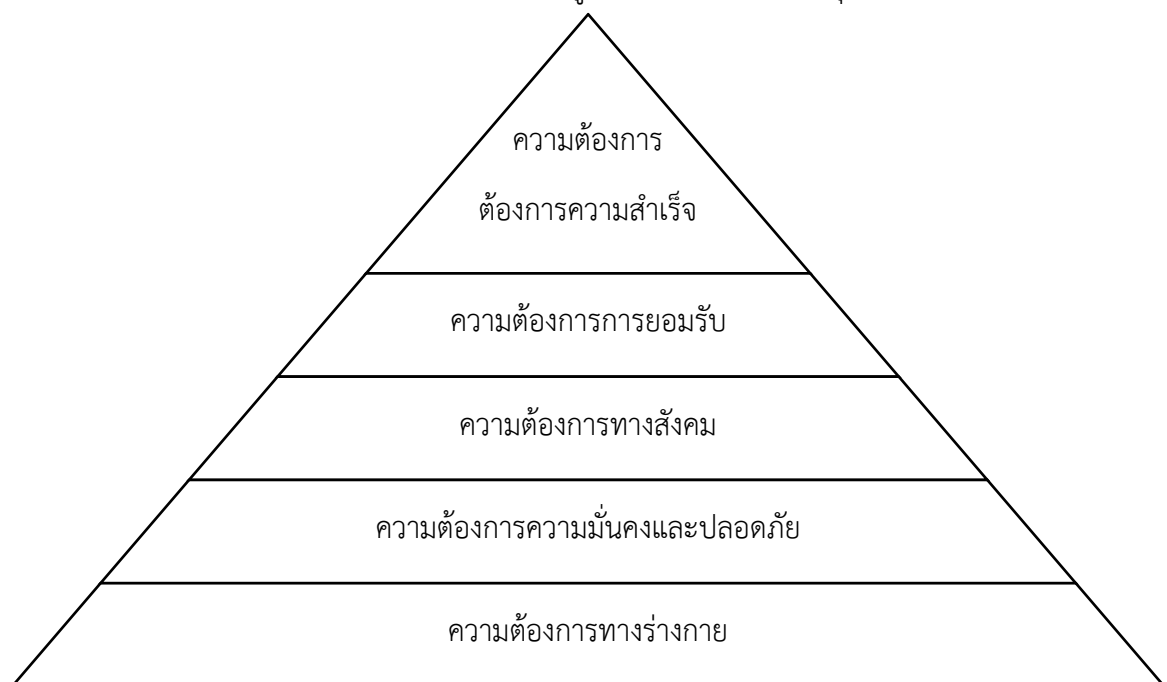 ความต้องการ
ต้องการความสำเร็จ
ความต้องการการยอมรับ
ความต้องการทางสังคม
ความต้องการความมั่นคงและปลอดภัย
ความต้องการทางร่างกาย